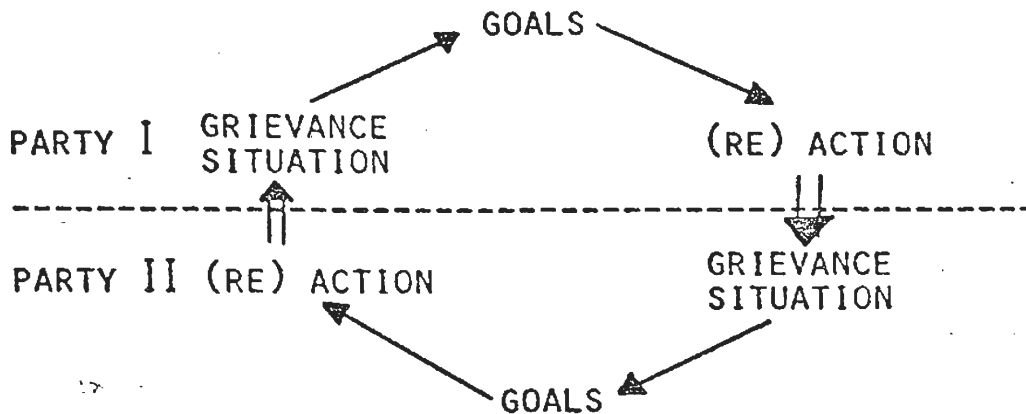 GOALS
PARTY I GRIEVANCE SITUATION
(RE) ACTION
PARTY II (RE) ACTION
GRIEVANCE
SITUATION
GOALS